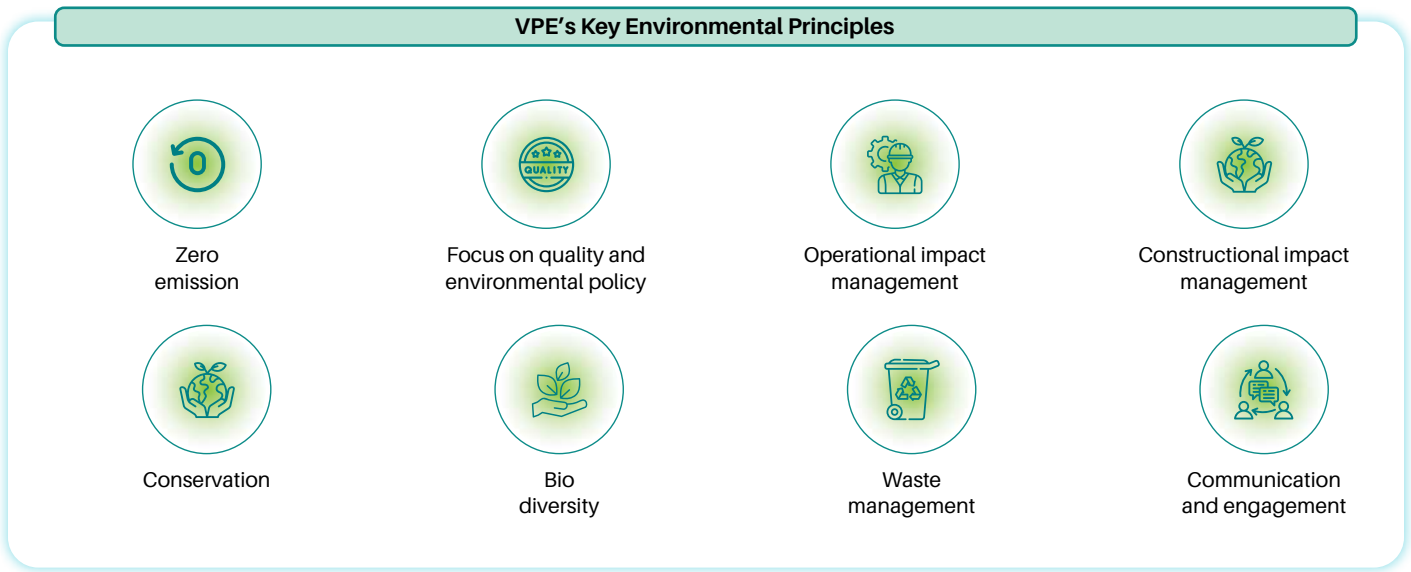 VPE’s Key Environmental Principles
0
QUALITY
Zero
emission
Focus on quality and
environmental policy
Operational impact
management
Constructional impact
management
Conservation
Bio
diversity
Waste
management
Communication
and engagement